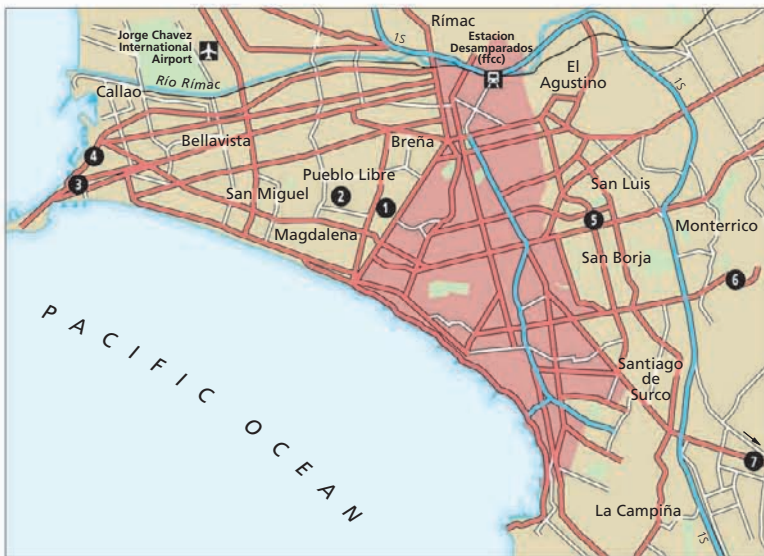 Rímac
1S
Jorge Chavez
International
Airport
Estacion
Desamparados
(ffcc)
El
Agustino
1S
Río Rímac
Callao
Bellavista
Breña
4
3
Pueblo Libre
San Miguel
2
1
San Luis
5
Monterrico
Magdalena
San Borja
6
PACIFIC OCEAN
Santiago
de
Surco
7
La Campiña
1S